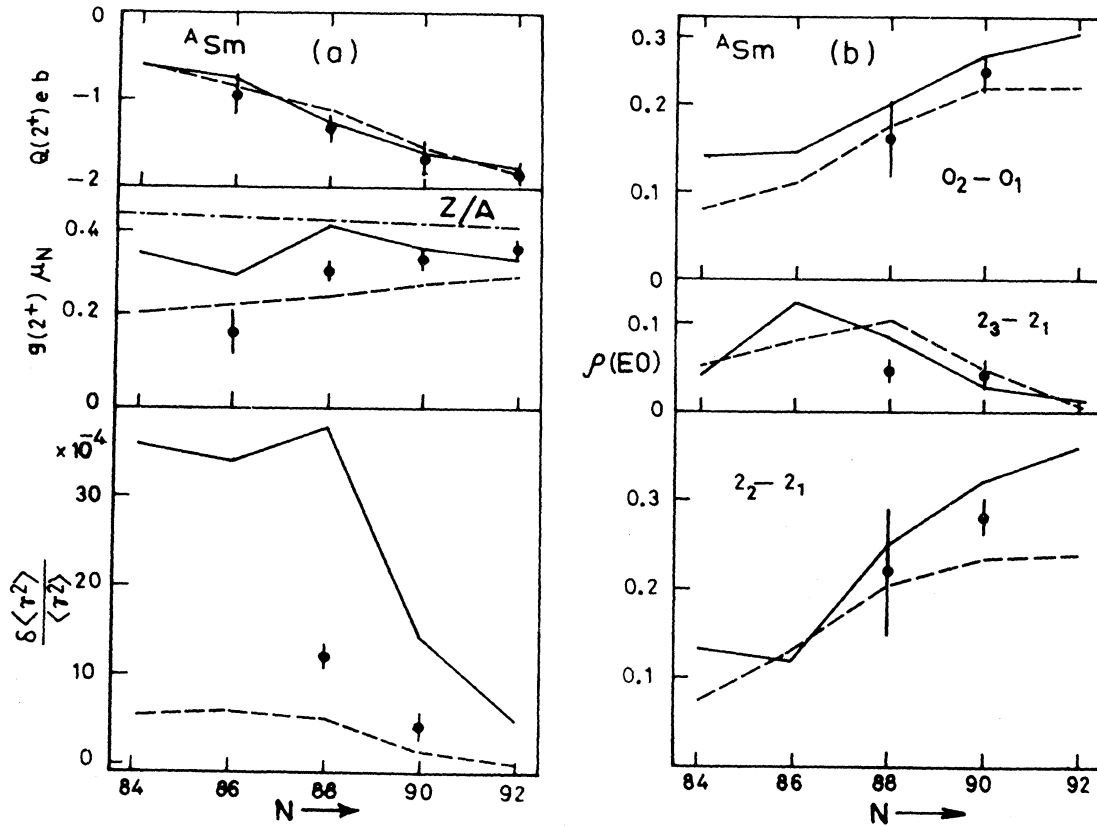 ᴬSm (a)
0
-1
-2
Q(2⁺) e b
Z/A
0.4
0.2
0
g(2⁺) μ_N
×10⁻⁴
30
20
10
0
δ⟨r²⟩
⟨r²⟩
84 86 88 90 92
N →
ᴬSm (b)
0.3
0.2
0.1
0
0₂-0₁
2₃-2₁
0.1
0
ρ(E0)
2₂-2₁
0.3
0.2
0.1
84 86 88 90 92
N →